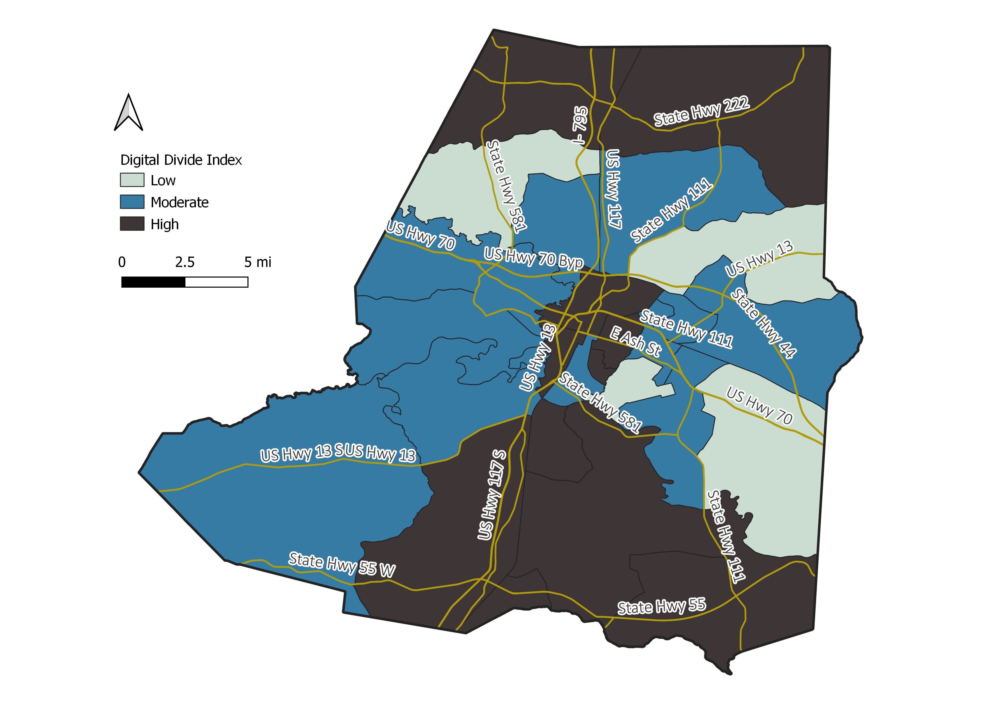 State Hwy 222
I- 795
Digital Divide Index
Low
Moderate
High
State Hwy 581
US Hwy 117
State Hwy 111
US Hwy 70
US Hwy 70 Byp
US Hwy 13
0 2.5 5 mi
State Hwy 44
State Hwy 111
E Ash St
US Hwy 13
State Hwy 581
US Hwy 70
US Hwy 13 S US Hwy 13
US Hwy 117 S
State Hwy 111
State Hwy 55 W
State Hwy 55